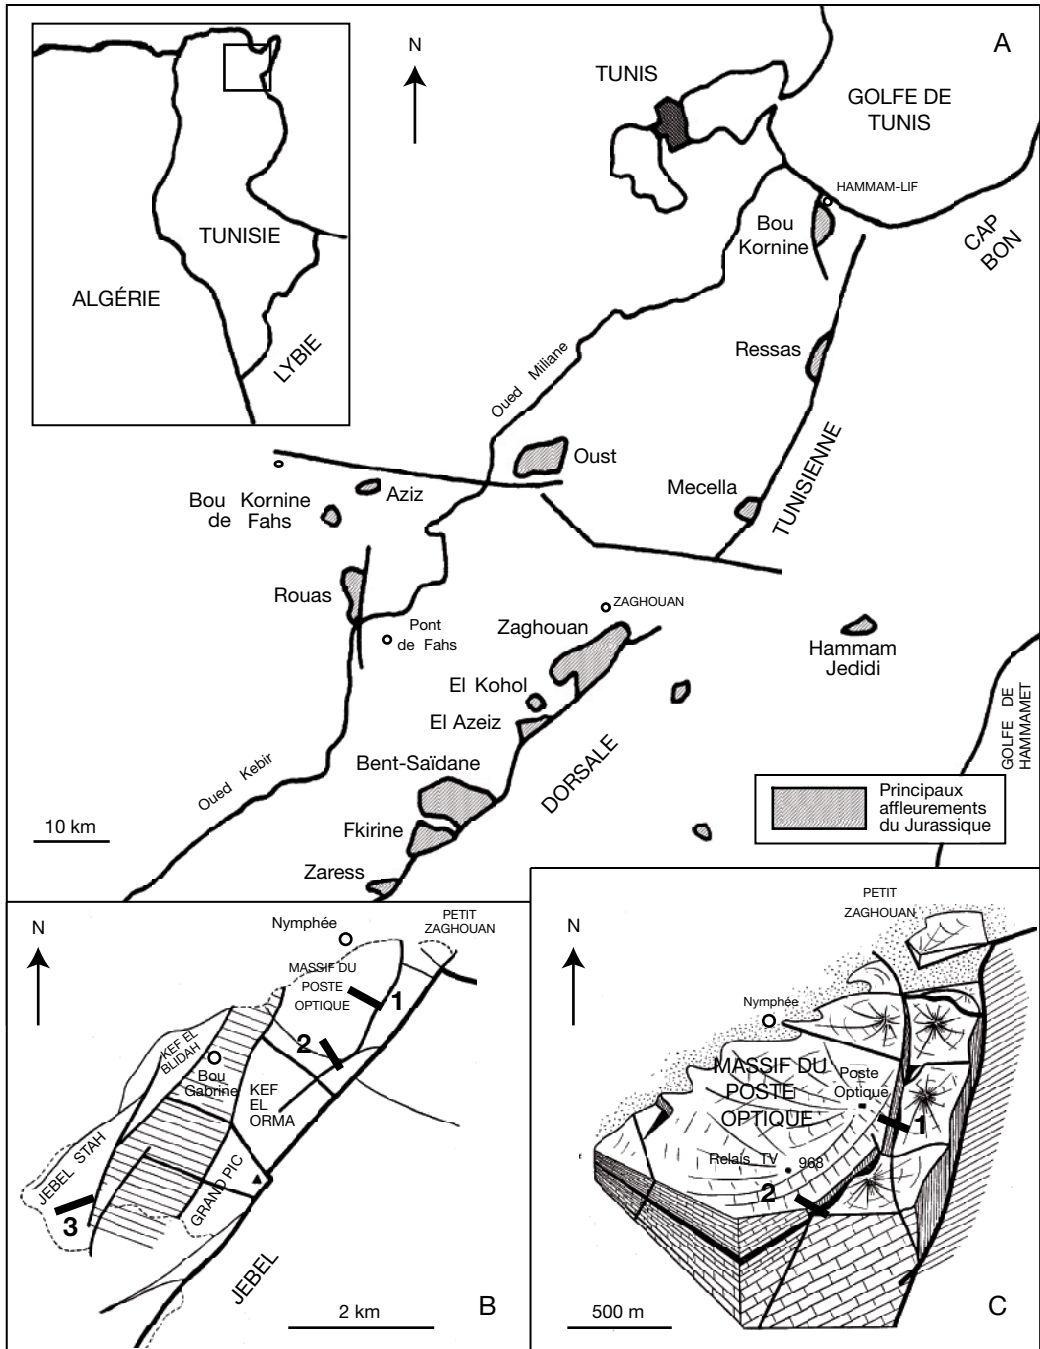 A
N
TUNIS
GOLFE DE
TUNIS
HAMMAM-LIF
Bou
Kornine
CAP
BON
TUNISIE
ALGÉRIE
LYBIE
Ressas
Oued Miliane
Oust
Aziz
Bou Kornine
de Fahs
Mecella
TUNISIENNE
Rouas
Pont
de Fahs
ZAGHOUAN
Zaghouan
Hammam
Jedidi
El Kohol
El Azeiz
GOLFE DE
HAMMAMET
Bent-Saïdane
DORSALE
Oued Kebir
Fkirine
Zaress
10 km
Principaux
affleurements
du Jurassique
N
Nymphée
PETIT
ZAGHOUAN
MASSIF DU
POSTE
OPTIQUE
1
2
KEF EL
BLIDAH
Bou
Gabrine
KEF
EL
ORMA
JEBEL STAH
GRAND PIC
3
JEBEL
2 km
B
N
PETIT
ZAGHOUAN
Nymphée
MASSIF DU
POSTE
OPTIQUE
Poste
Optique
1
Relais TV
968
2
500 m
C